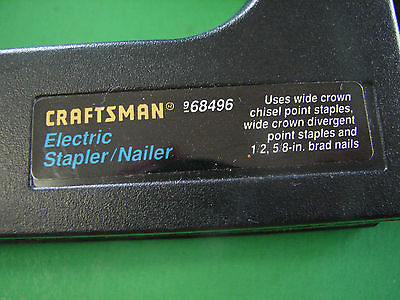 CRAFTSMAN® 968496
Electric
Stapler/Nailer
Uses wide crown
chisel point staples,
wide crown divergent
point staples and
1/2, 5/8-in. brad nails